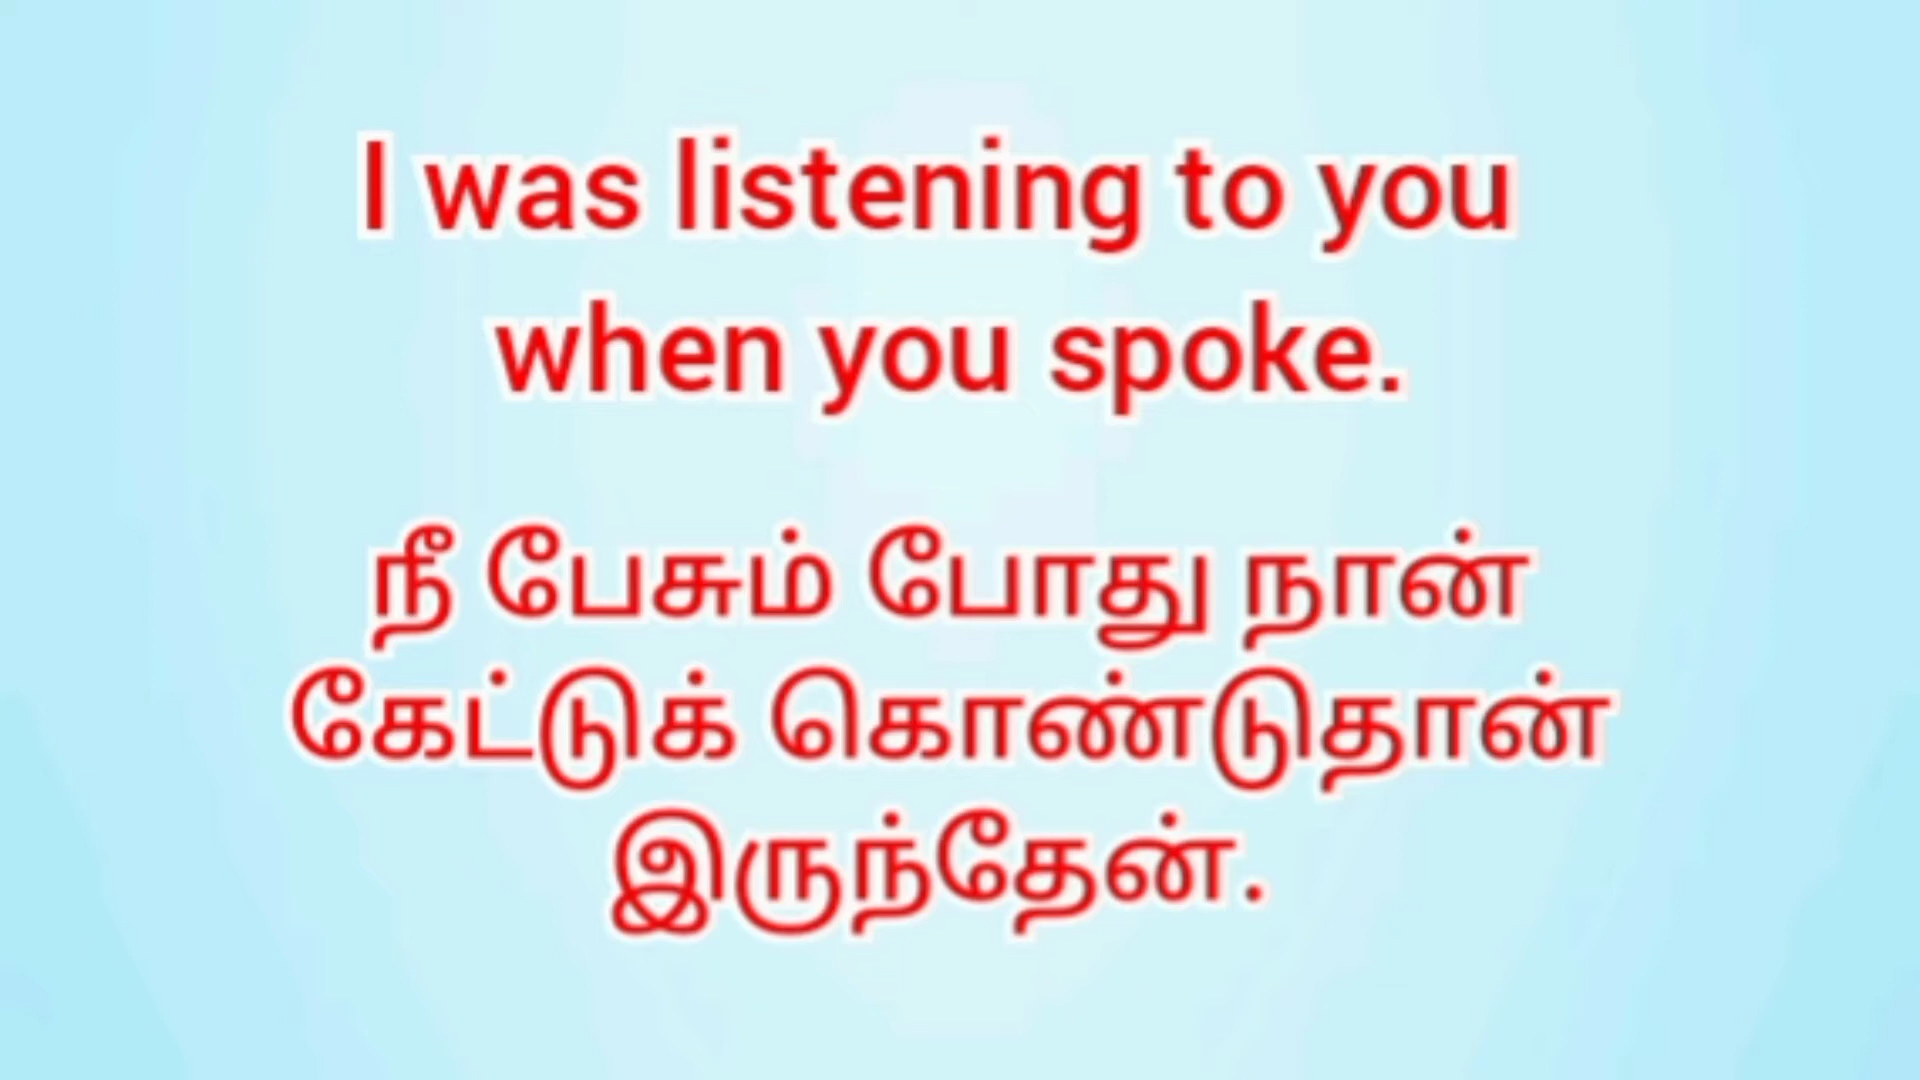 I was listening to you
when you spoke.
நீ பேசும் போது நான்
கேட்டுக் கொண்டுதான்
இருந்தேன்.